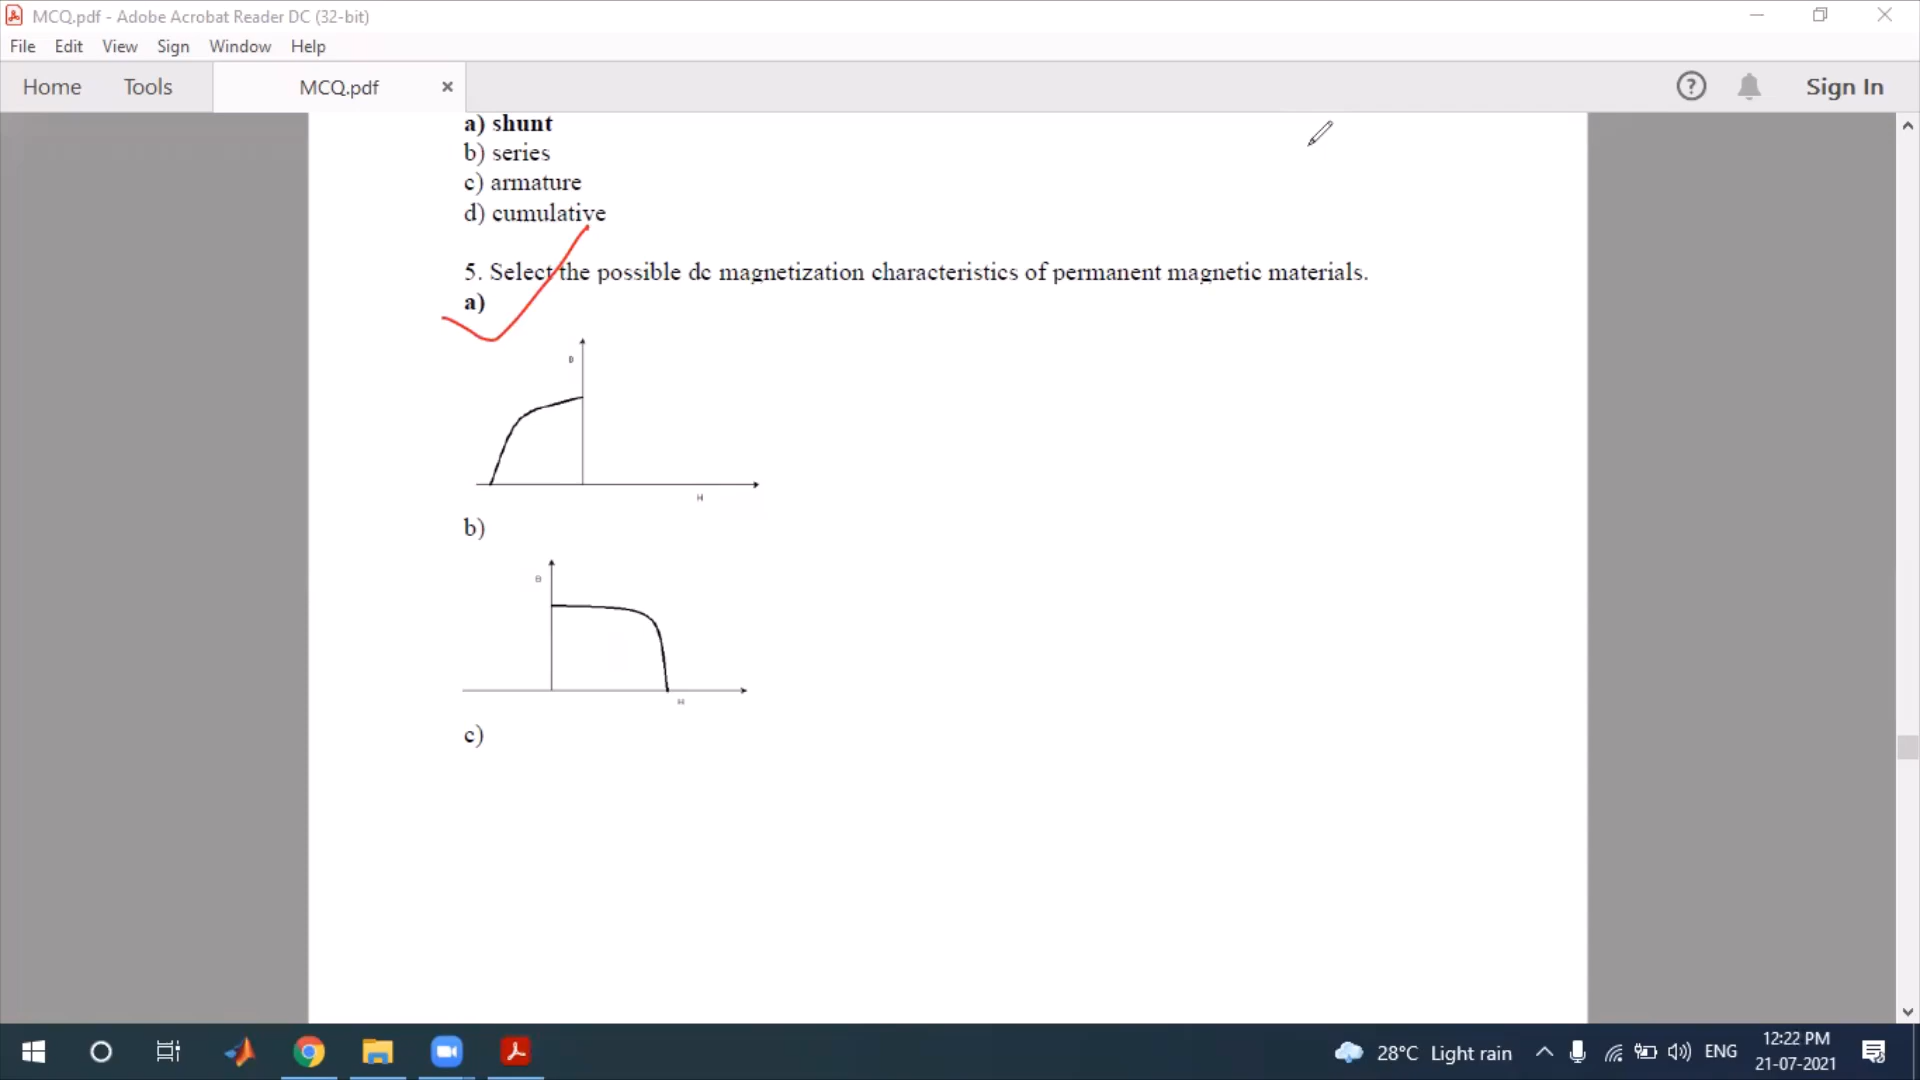 MCQ.pdf - Adobe Acrobat Reader DC (32-bit)
File Edit View Sign Window Help
Home Tools MCQ.pdf × ? Sign In
a) shunt
b) series
c) armature
d) cumulative
5. Select the possible dc magnetization characteristics of permanent magnetic materials.
a)
B
H
b)
B
H
c)
28°C Light rain ENG 12:22 PM
21-07-2021